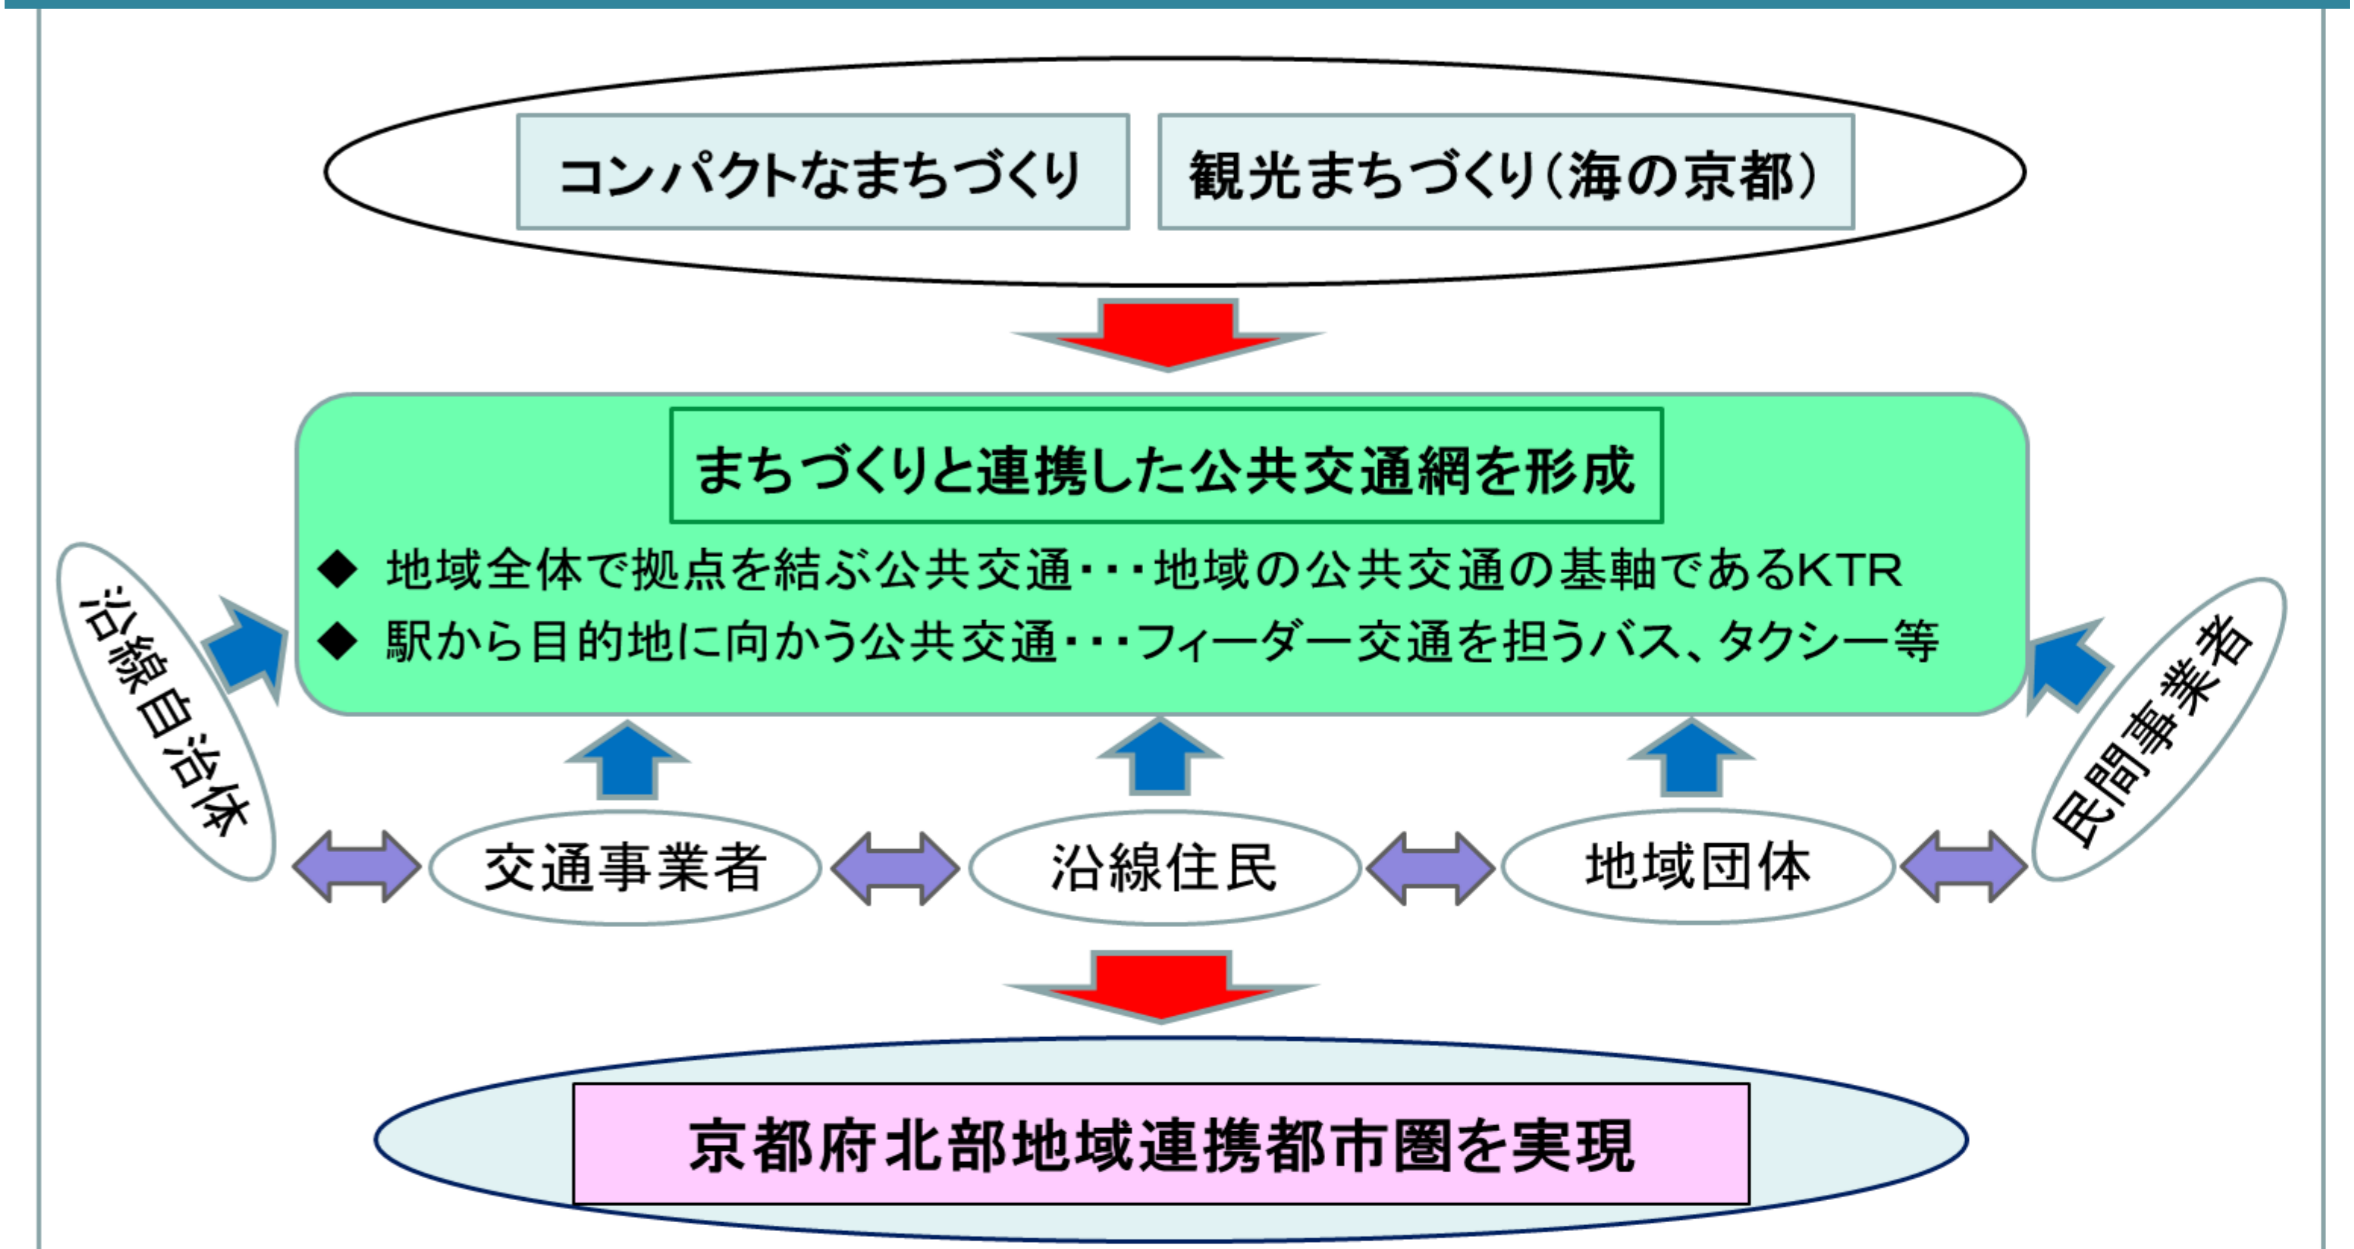 コンパクトなまちづくり
観光まちづくり(海の京都)
まちづくりと連携した公共交通網を形成
◆ 地域全体で拠点を結ぶ公共交通・・・地域の公共交通の基軸であるKTR
◆ 駅から目的地に向かう公共交通・・・フィーダー交通を担うバス、タクシー等
沿線自治体
交通事業者
沿線住民
地域団体
民間事業者
京都府北部地域連携都市圏を実現